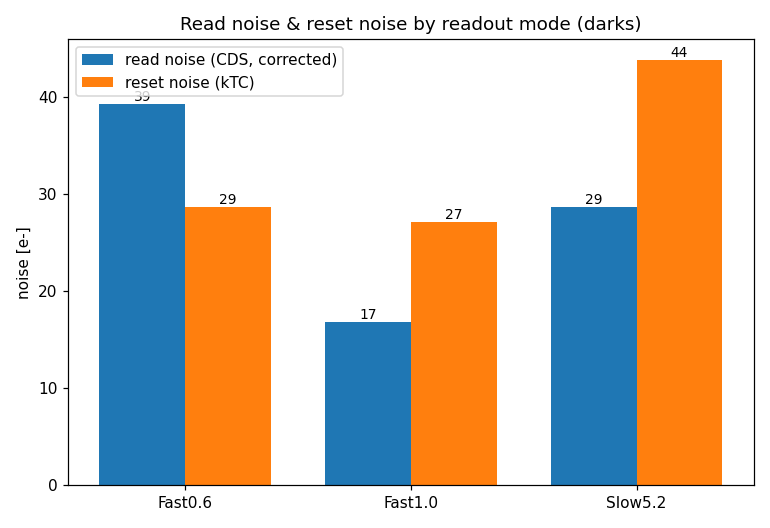 Read noise & reset noise by readout mode (darks)
read noise (CDS, corrected)
reset noise (kTC)
noise [e-]
40
30
20
10
0
39
29
17
27
29
44
Fast0.6
Fast1.0
Slow5.2